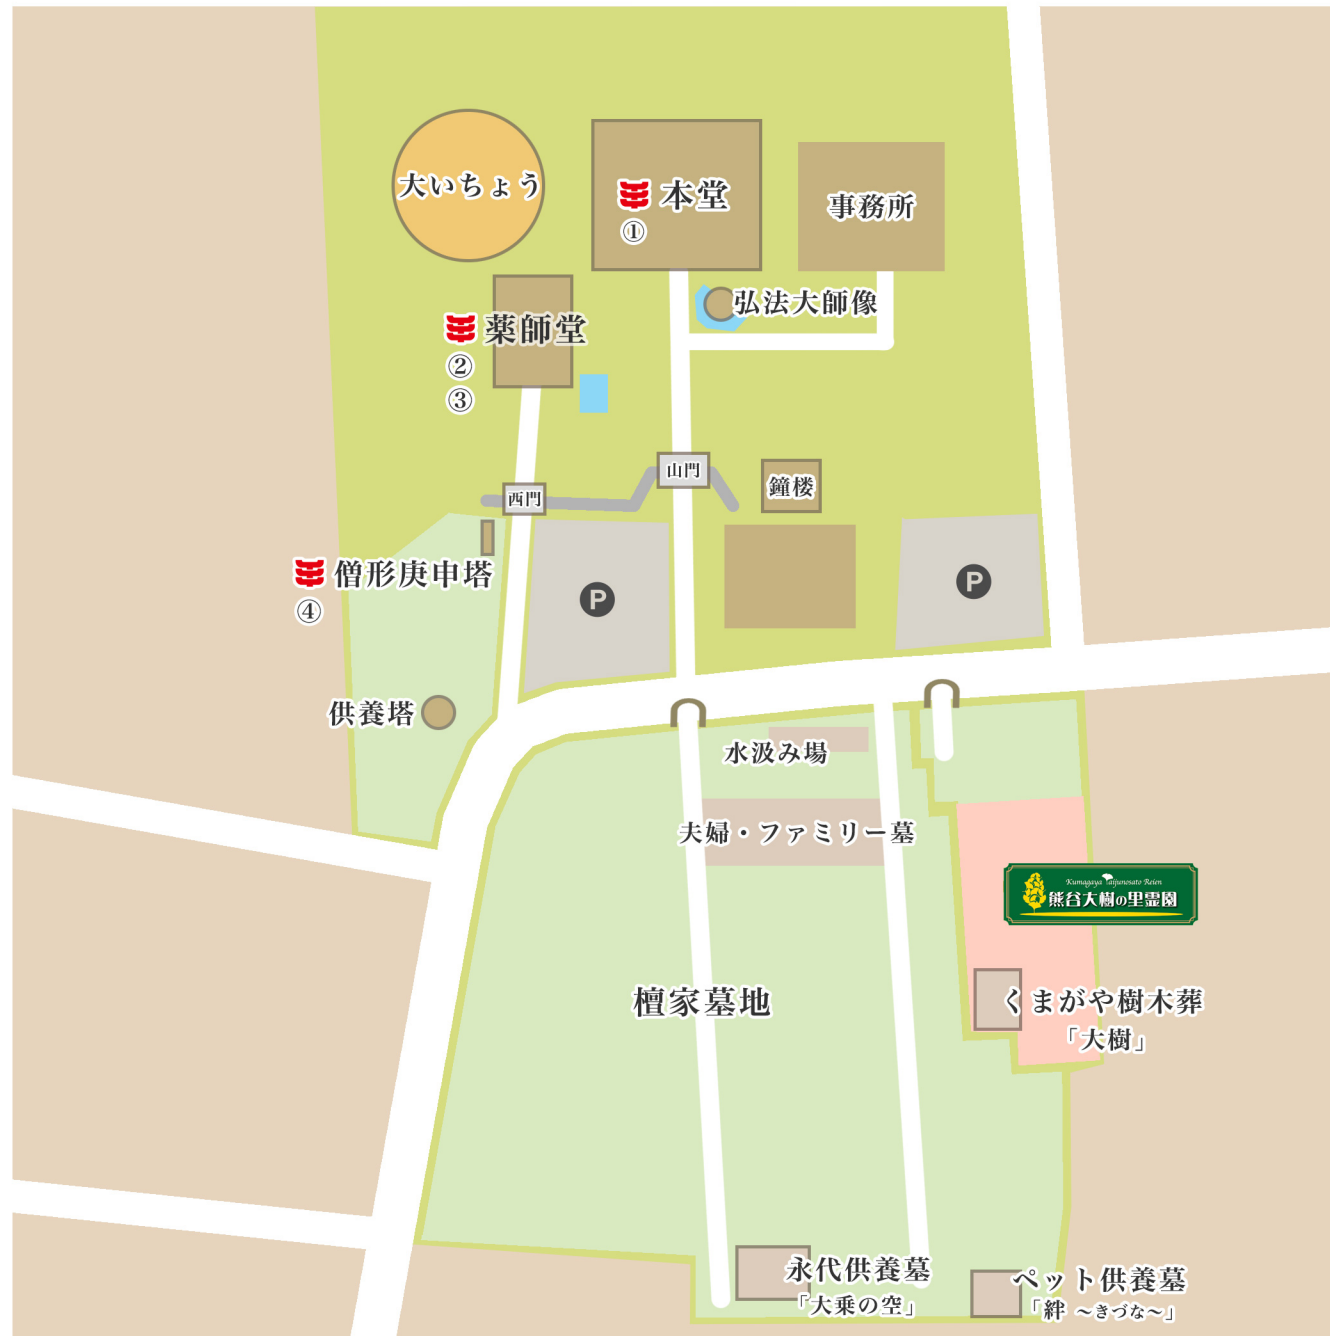 大いちょう
本堂
①
事務所
弘法大師像
薬師堂
②
③
山門
西門
鐘楼
僧形庚申塔
④
P
P
供養塔
水汲み場
夫婦・ファミリー墓
Kumagaya Taijunosato Reien
熊谷大樹の里霊園
檀家墓地
くまがや樹木葬
「大樹」
永代供養墓
「大乗の空」
ペット供養墓
「絆 ~きづな~」